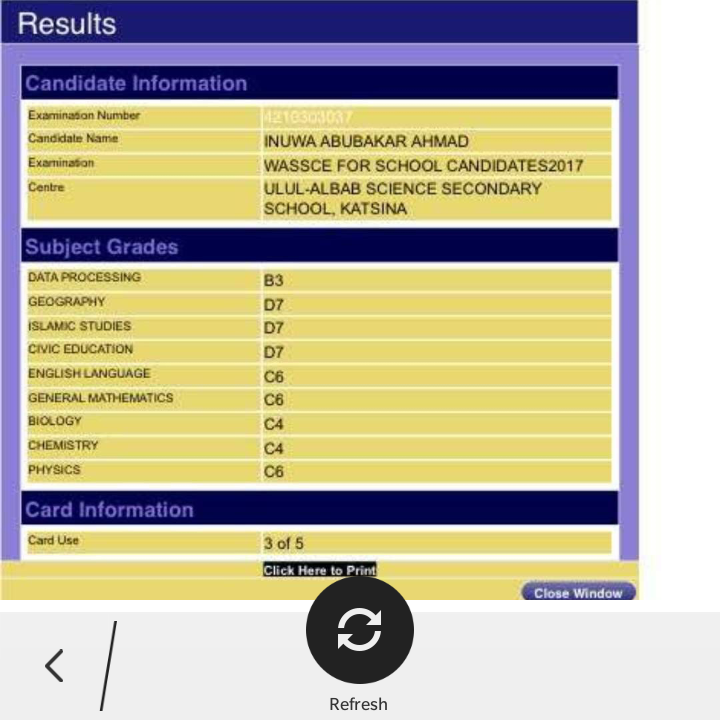 Results
Candidate Information
Examination Number 4210303037
Candidate Name INUWA ABUBAKAR AHMAD
Examination WASSCE FOR SCHOOL CANDIDATES2017
Centre ULUL-ALBAB SCIENCE SECONDARY
SCHOOL, KATSINA
Subject Grades
DATA PROCESSING B3
GEOGRAPHY D7
ISLAMIC STUDIES D7
CIVIC EDUCATION D7
ENGLISH LANGUAGE C6
GENERAL MATHEMATICS C6
BIOLOGY C4
CHEMISTRY C4
PHYSICS C6
Card Information
Card Use 3 of 5
Click Here to Print
Close Window
Refresh